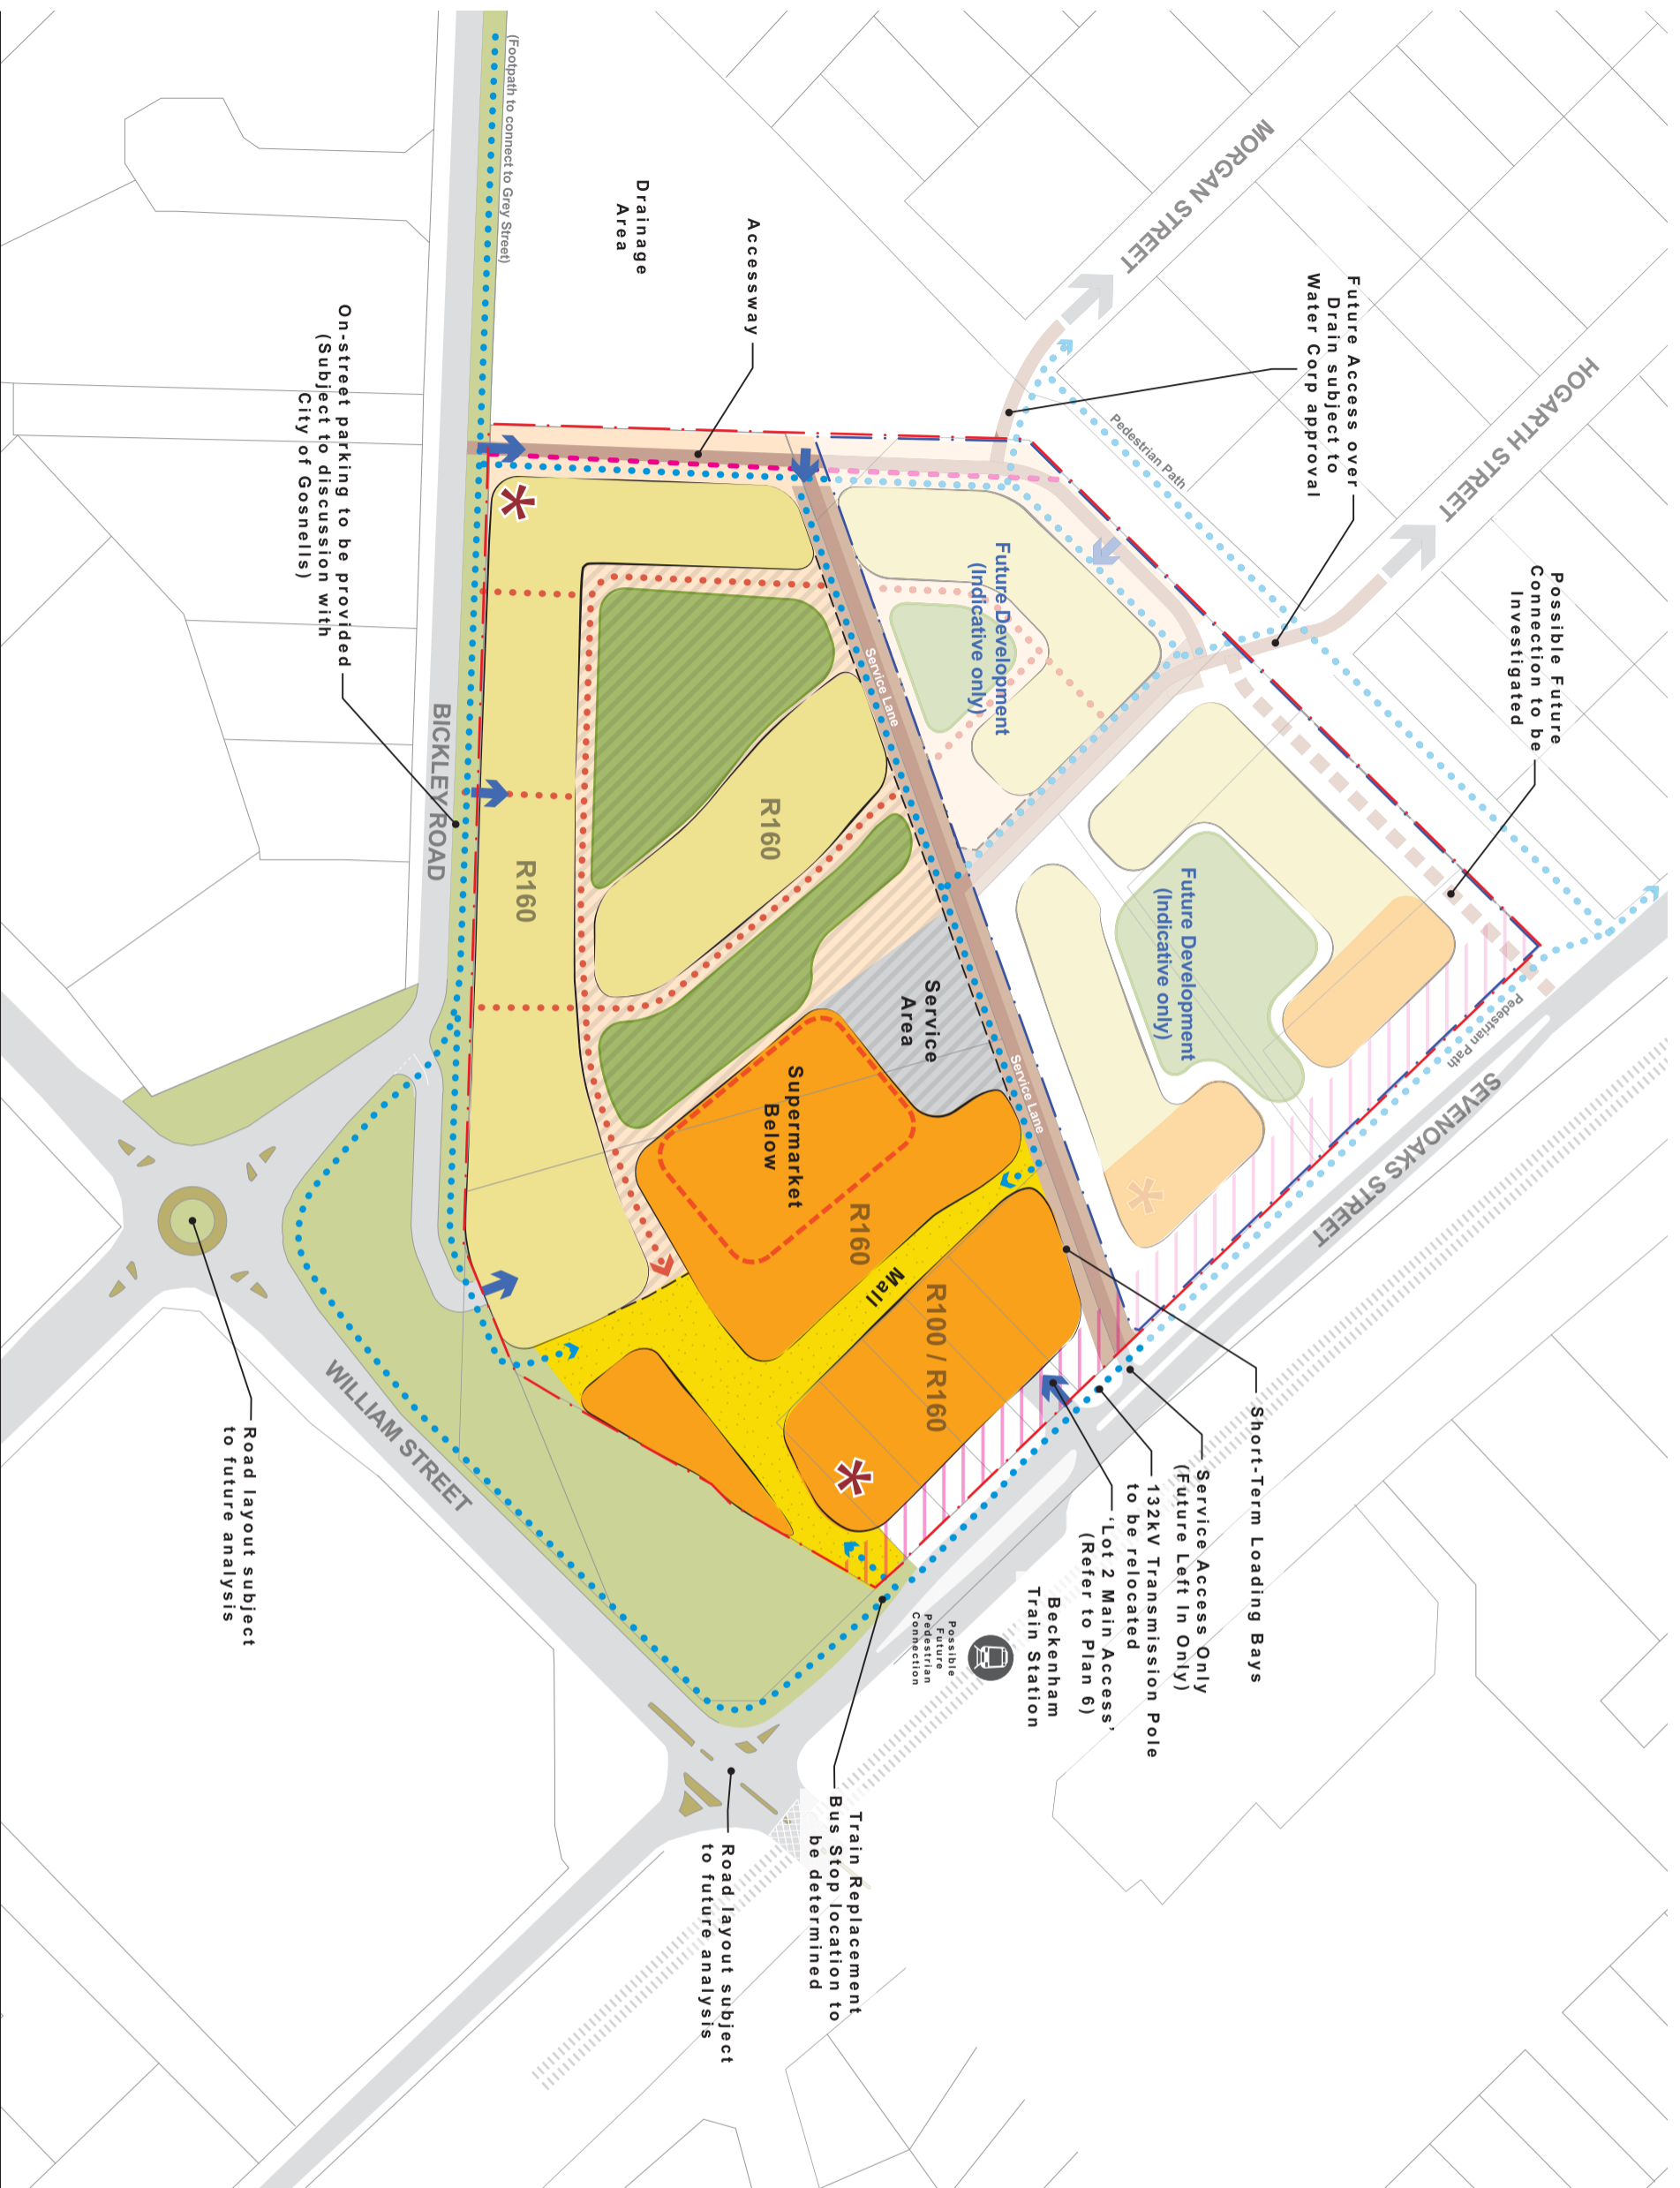 MORGAN STREET
HOGARTH STREET
(Footpath to connect to Grey Street)
Drainage
Area
Accessway
Future Access over
Drain subject to
Water Corp approval
Pedestrian Path
Possible Future
Connection to be
Investigated
On-street parking to be provided
(Subject to discussion with
City of Gosnells)
BICKLEY ROAD
Future Development
(Indicative only)
Service Lane
Future Development
(Indicative only)
R160
R160
Service
Area
Service Lane
Pedestrian Path
SEVENOAKS STREET
Supermarket
Below
R160
Mall
R100 / R160
WILLIAM STREET
Road layout subject
to future analysis
Short-Term Loading Bays
Service Access Only
(Future Left In Only)
132kV Transmission Pole
to be relocated
'Lot 2 Main Access'
(Refer to Plan 6)
Beckenham
Train Station
Possible
Future
Pedestrian
Connection
Train Replacement
Bus Stop location to
be determined
Road layout subject
to future analysis